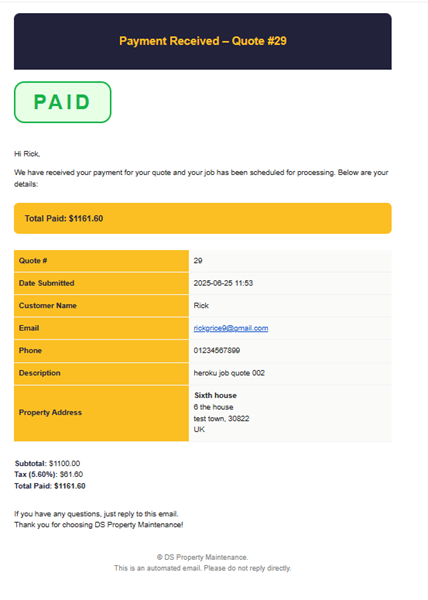 Payment Received – Quote #29
PAID
Hi Rick,
We have received your payment for your quote and your job has been scheduled for processing. Below are your
details:
Total Paid: $1161.60
Quote # 29
Date Submitted 2025-06-25 11:53
Customer Name Rick
Email rickgrice9@gmail.com
Phone 01234567899
Description heroku job quote 002
Property Address Sixth house
6 the house
test town, 30822
UK
Subtotal: $1100.00
Tax (5.60%): $61.60
Total Paid: $1161.60
If you have any questions, just reply to this email.
Thank you for choosing DS Property Maintenance!
© DS Property Maintenance.
This is an automated email. Please do not reply directly.